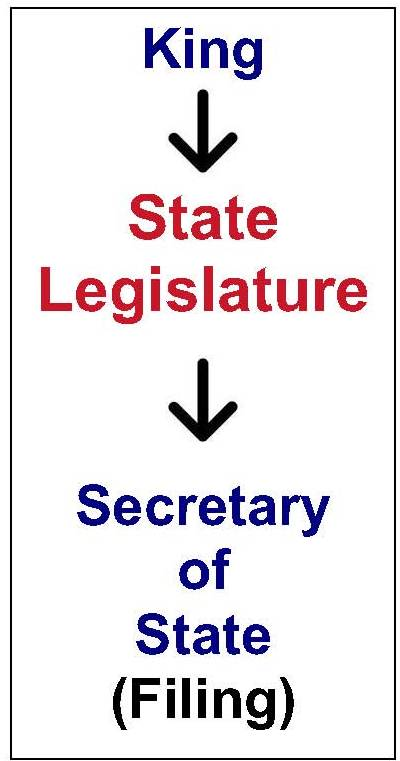 King
State
Legislature
Secretary
of
State
(Filing)